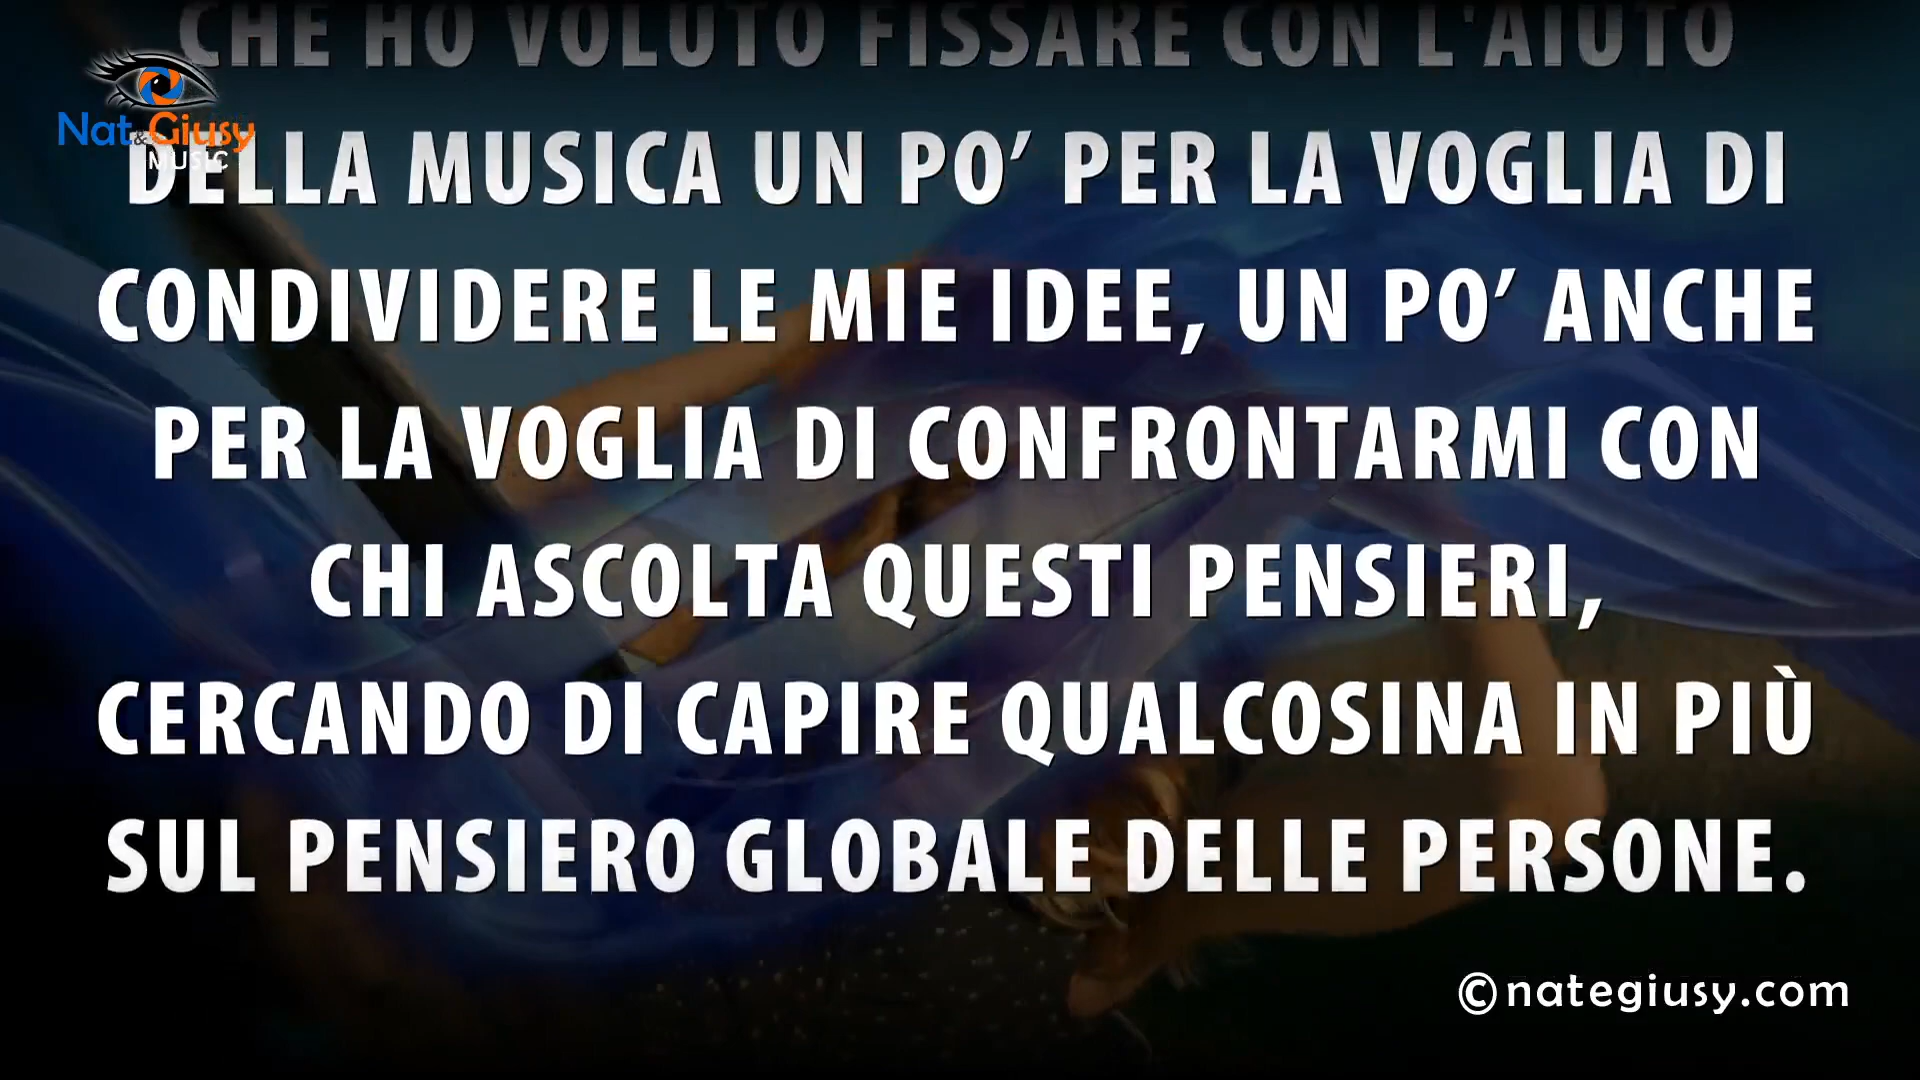 CHE HO VOLUTO FISSARE CON L'AIUTO
Nat&Giusy
MUSIC
DELLA MUSICA UN PO’ PER LA VOGLIA DI
CONDIVIDERE LE MIE IDEE, UN PO’ ANCHE
PER LA VOGLIA DI CONFRONTARMI CON
CHI ASCOLTA QUESTI PENSIERI,
CERCANDO DI CAPIRE QUALCOSINA IN PIÙ
SUL PENSIERO GLOBALE DELLE PERSONE.
©nategiusy.com